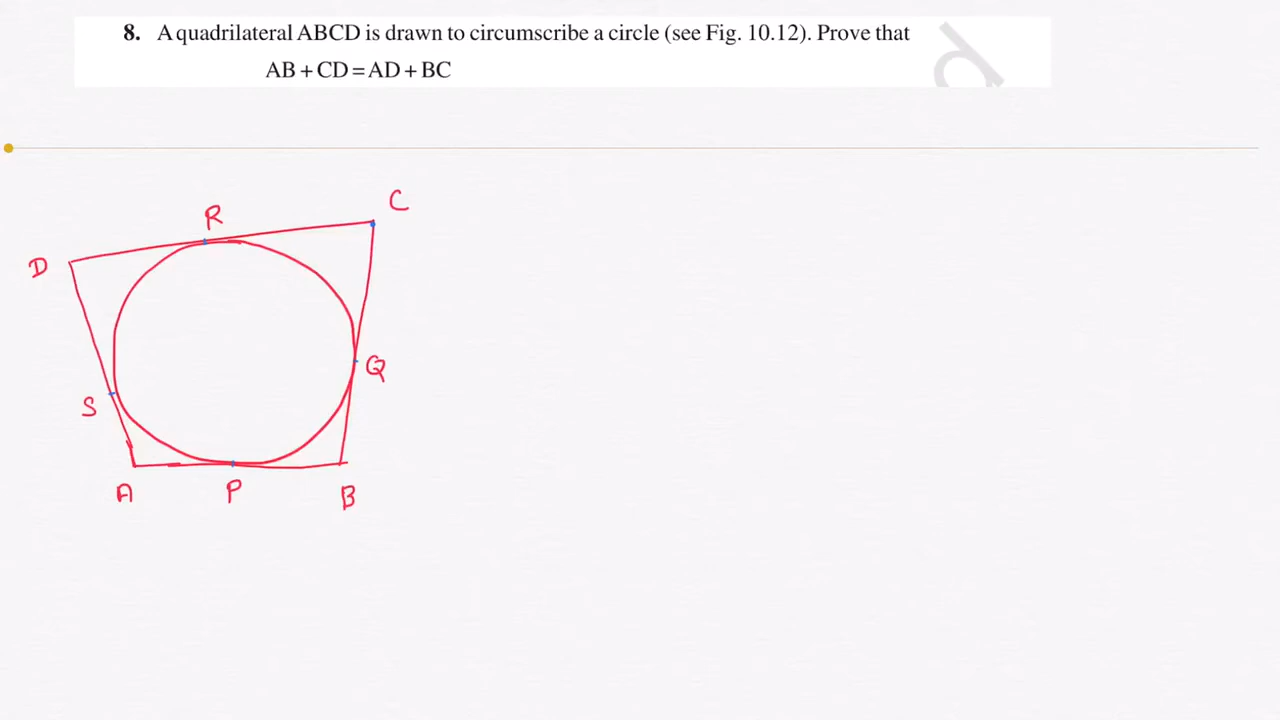 8. A quadrilateral ABCD is drawn to circumscribe a circle (see Fig. 10.12). Prove that
AB + CD = AD + BC
C
R
D
Q
S
A P B